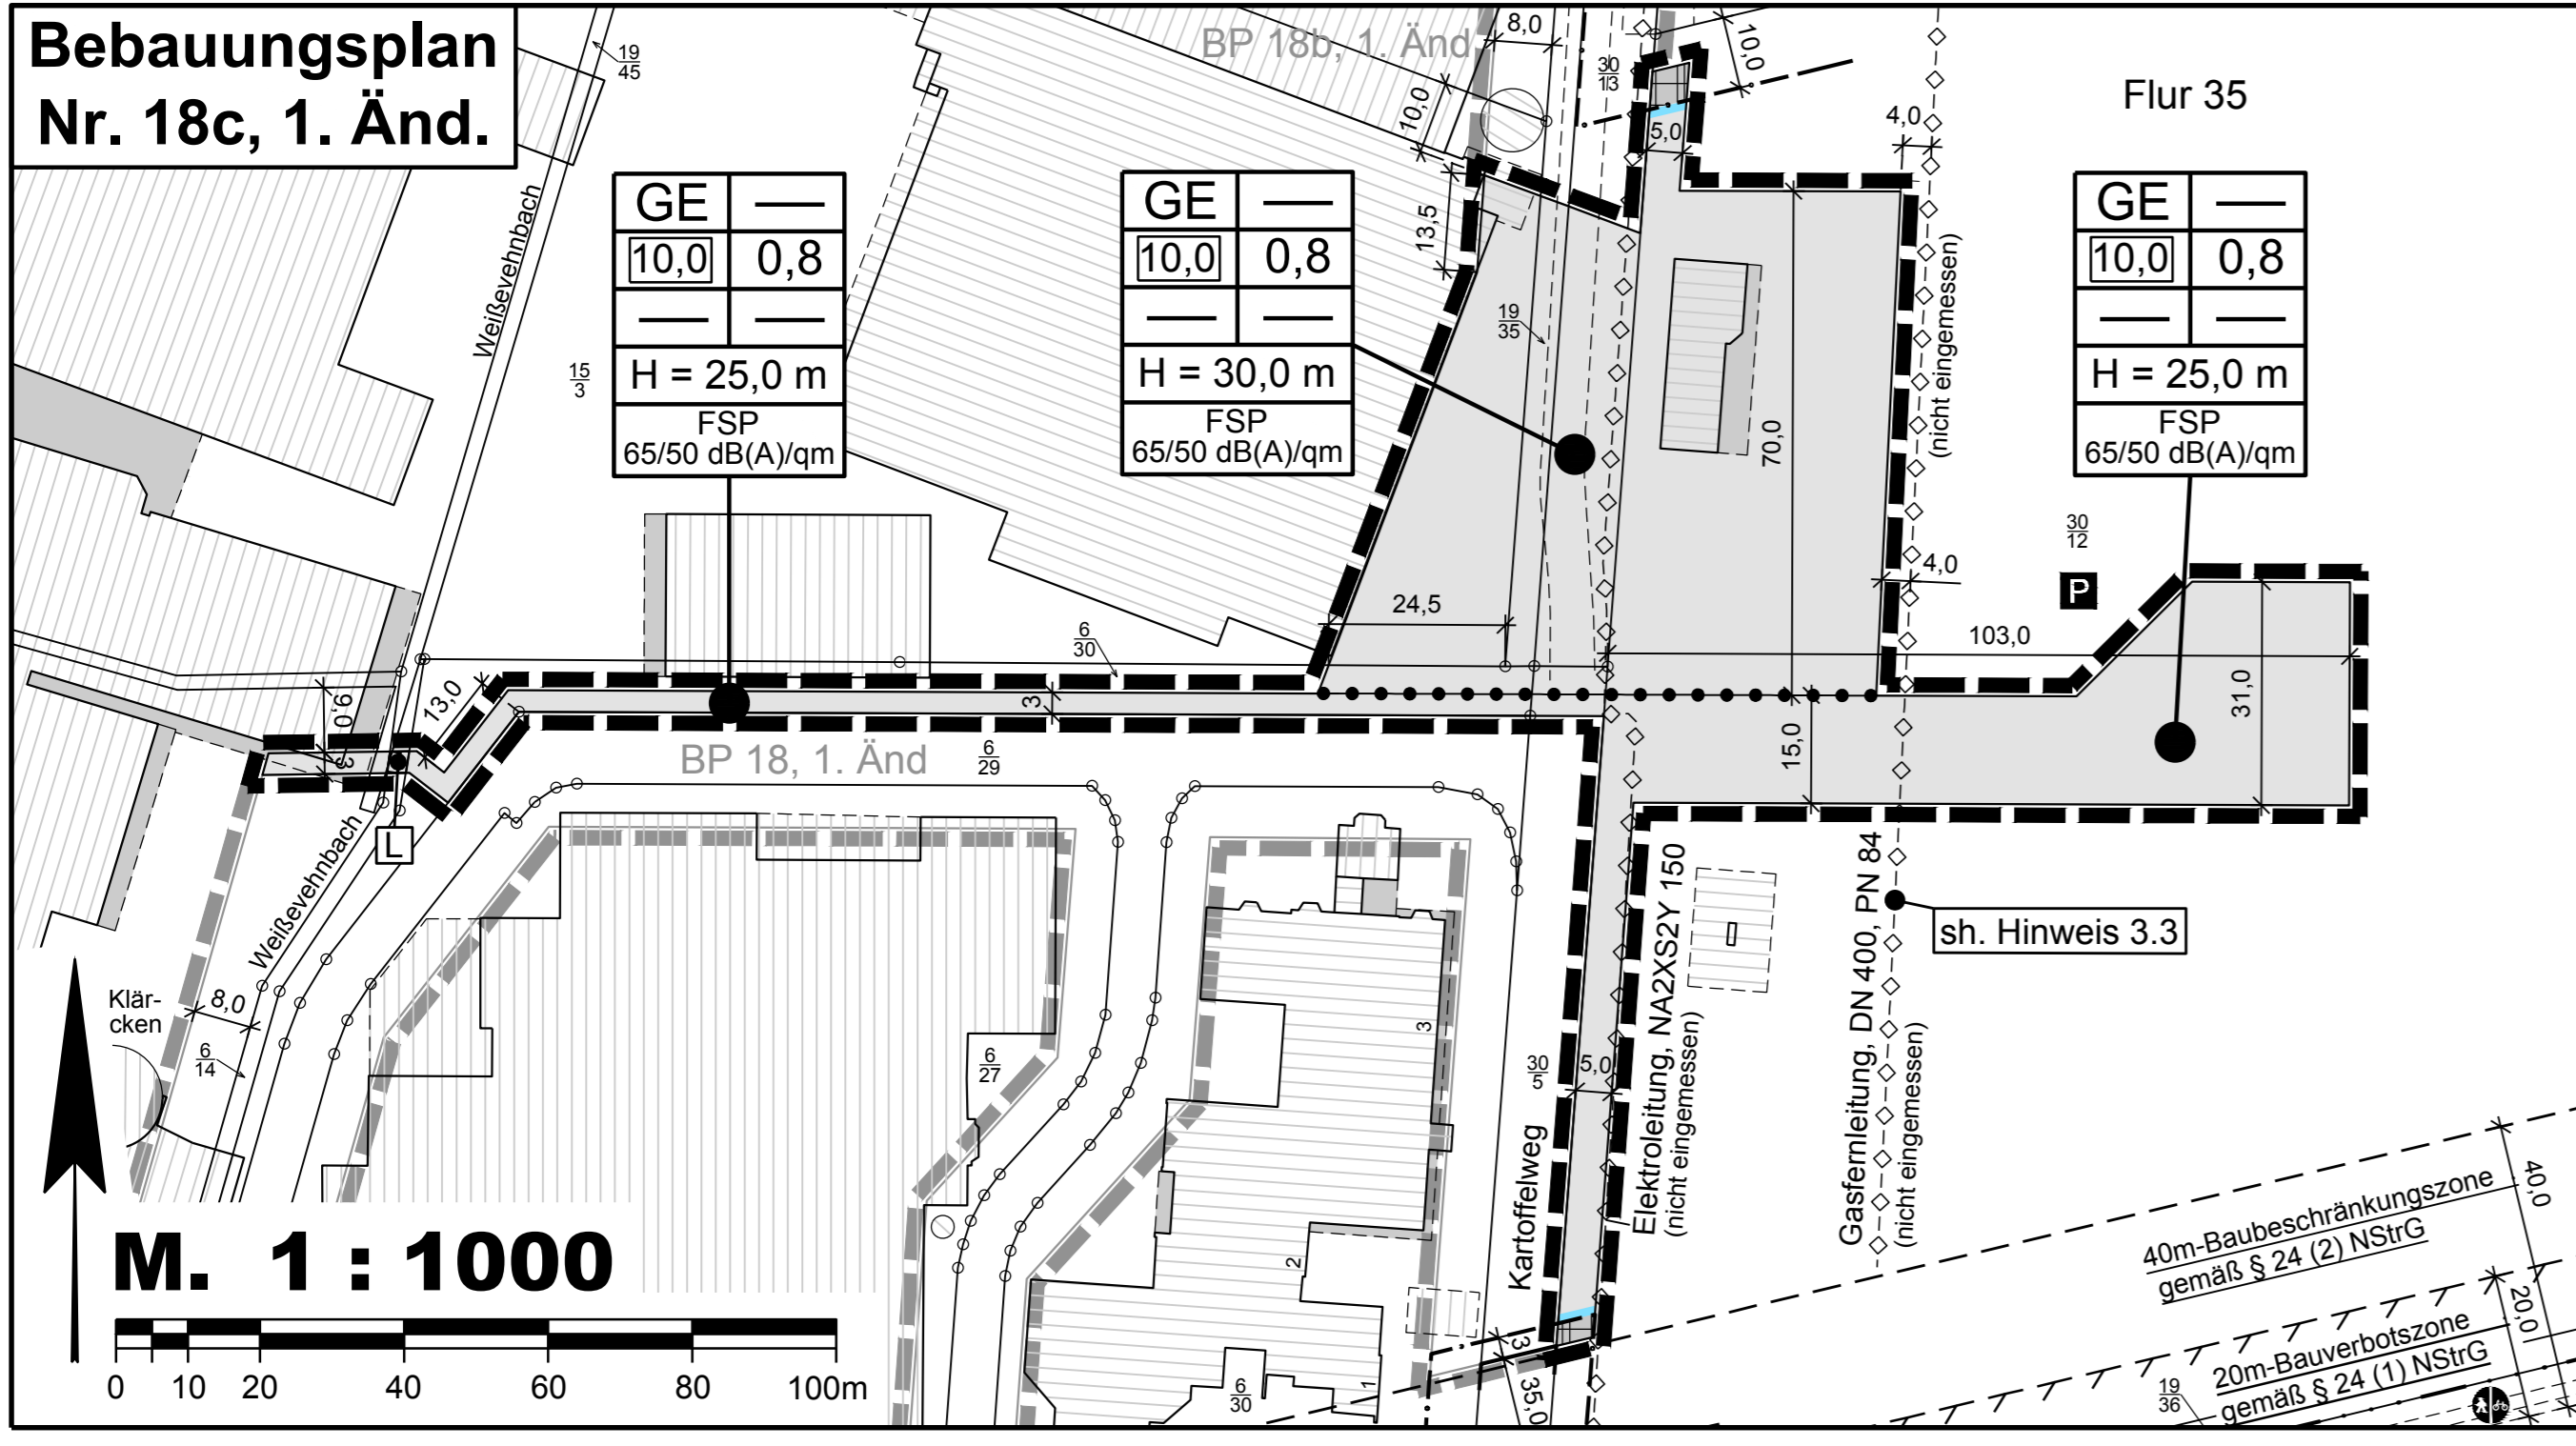 Bebauungsplan
Nr. 18c, 1. Änd.
19
45
Weißevehnbach
15
3
GE —
10,0 0,8
— —
H = 25,0 m
FSP
65/50 dB(A)/qm
BP 18b, 1. Änd
8,0
10,0
30
13
10,0
5,0
13,5
GE —
10,0 0,8
— —
H = 30,0 m
FSP
65/50 dB(A)/qm
19
35
70,0
4,0
(nicht eingemessen)
Flur 35
GE —
10,0 0,8
— —
H = 25,0 m
FSP
65/50 dB(A)/qm
30
12
P
4,0
103,0
24,5
6
30
31,0
15,0
9,0
3
13,0
3
BP 18, 1. Änd
6
29
L
Weißevehnbach
Klär-
cken
8,0
6
14
6
27
3
2
1
6
30
30
5
5,0
Kartoffelweg
Elektroleitung, NA2XS2Y 150
(nicht eingemessen)
Gasfernleitung, DN 400, PN 84
(nicht eingemessen)
sh. Hinweis 3.3
3
35,0
40m-Baubeschränkungszone
gemäß § 24 (2) NStrG
40,0
20m-Bauverbotszone
gemäß § 24 (1) NStrG
20,0
19
36
M. 1 : 1000
0 10 20 40 60 80 100m